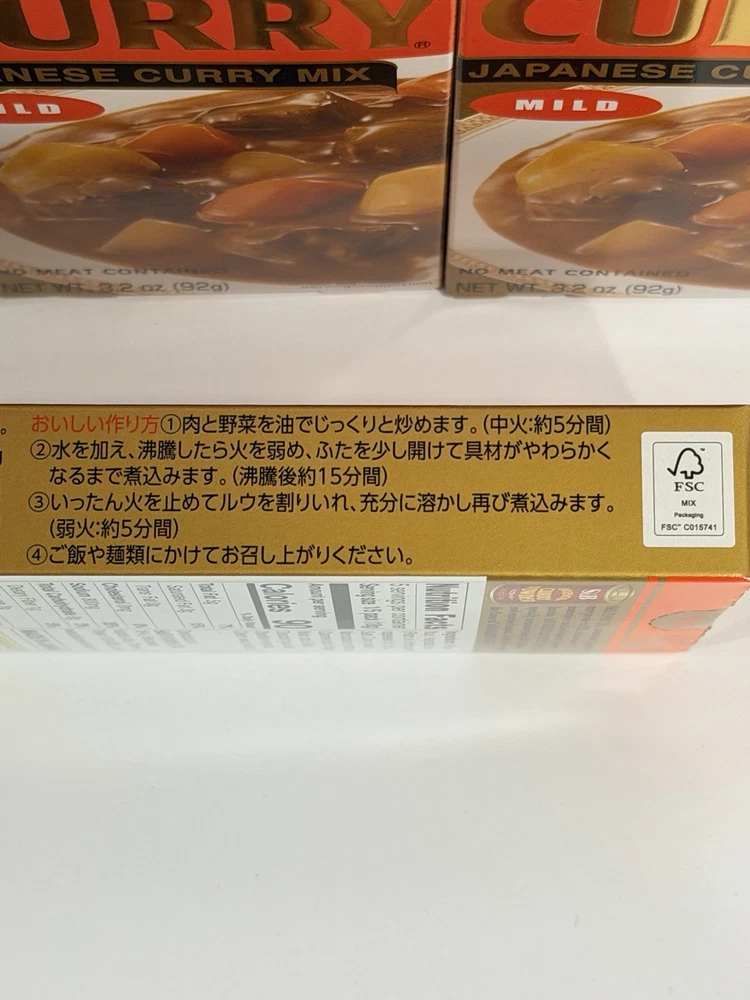 URRY® CU
NESE CURRY MIX
JAPANESE CU
ILD
MILD
NO MEAT CONTAINED
NET WT. 3.2 oz (92g)
NO MEAT CONTAINED
NET WT. 3.2 oz (92g)
おいしい作り方①肉と野菜を油でじっくりと炒めます。(中火:約5分間)
②水を加え、沸騰したら火を弱め、ふたを少し開けて具材がやわらかく
なるまで煮込みます。(沸騰後約15分間)
③いったん火を止めてルウを割りいれ、充分に溶かし再び煮込みます。
(弱火:約5分間)
④ご飯や麺類にかけてお召し上がりください。
FSC
MIX
Packaging
FSC™ C015741
Nutrition Facts
Calories 90